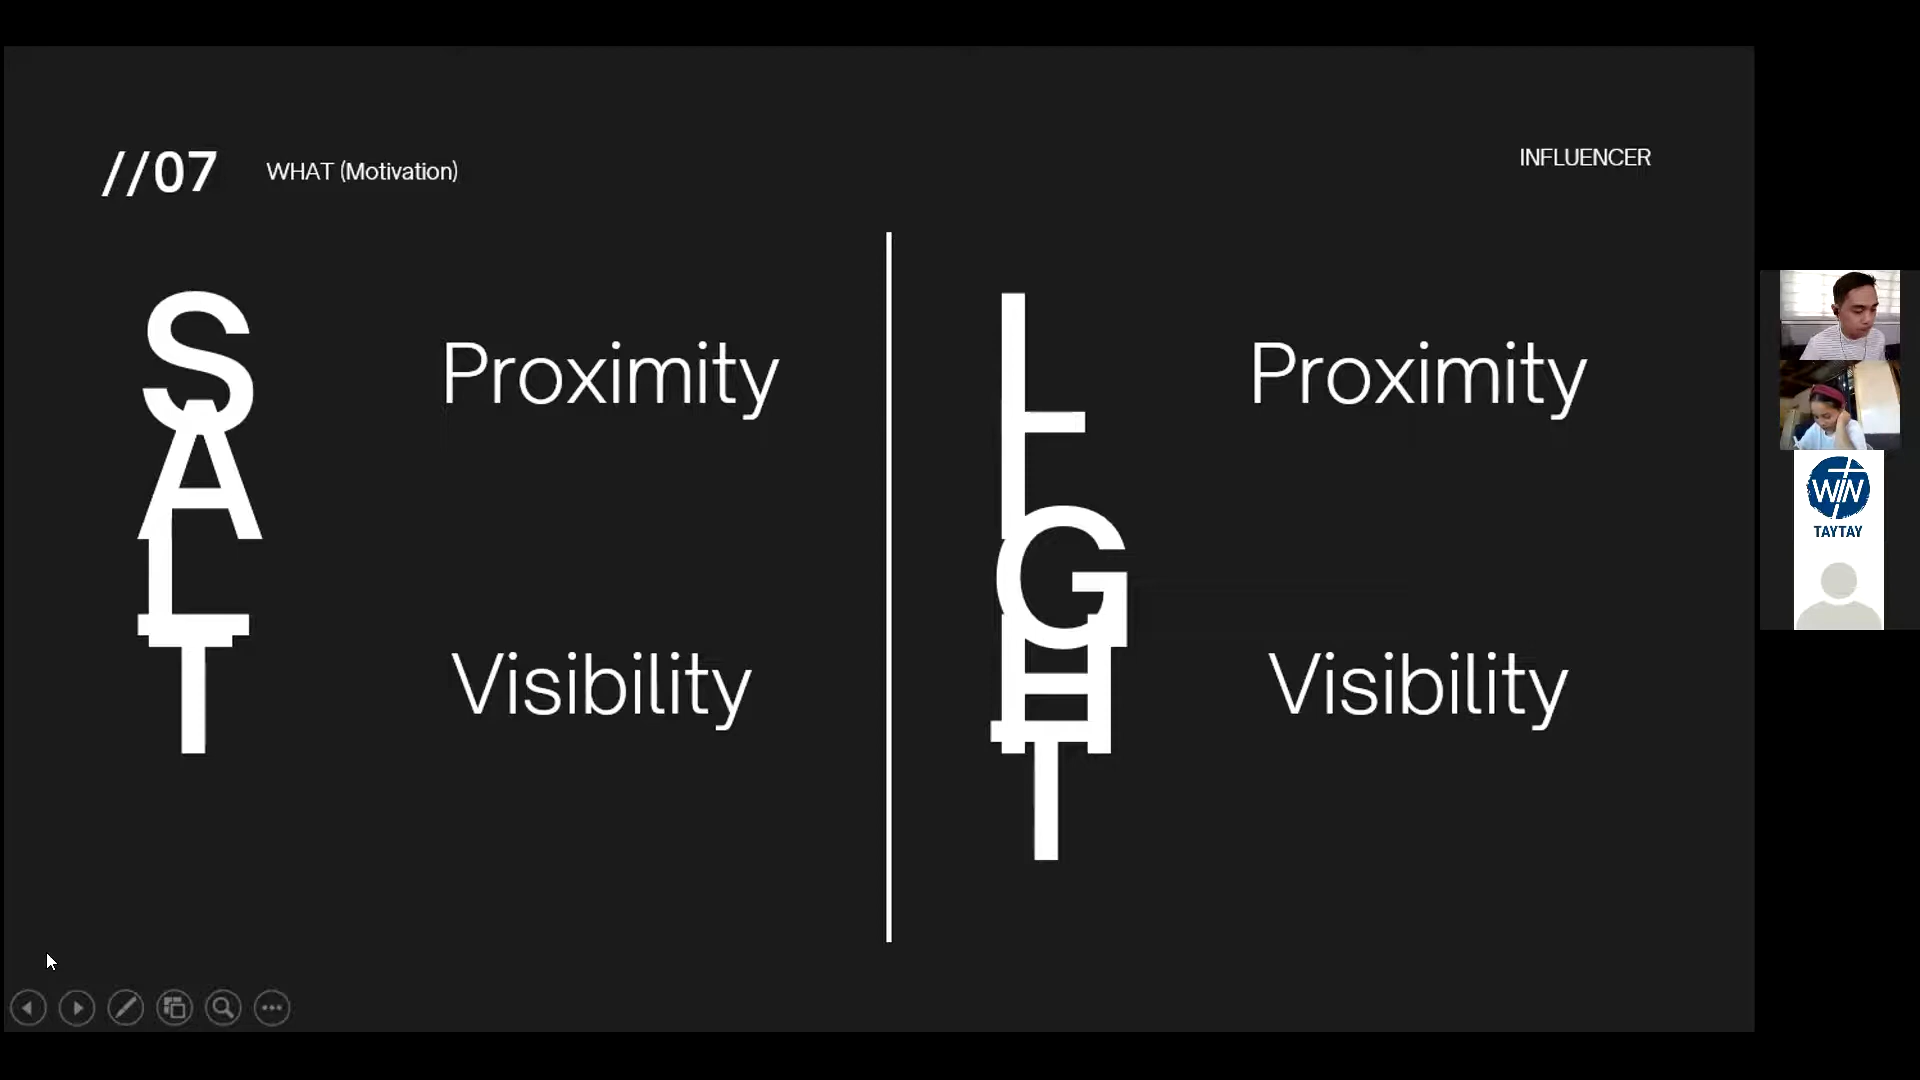 //07
WHAT (Motivation)
INFLUENCER
SALT
Proximity
Visibility
LIGHT
Proximity
Visibility
WIN
TAYTAY